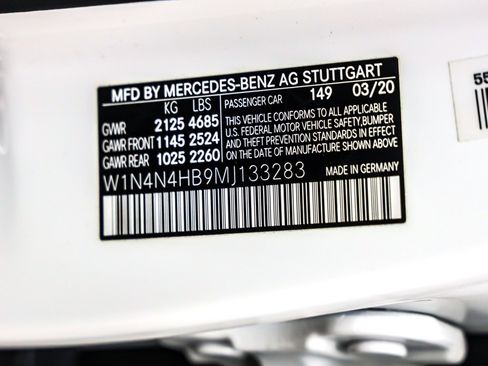 MFD BY MERCEDES-BENZ AG STUTTGART
KG LBS PASSENGER CAR 149 03/20
GVWR 2125 4685
GAWR FRONT 1145 2524
GAWR REAR 1025 2260
THIS VEHICLE CONFORMS TO ALL APPLICABLE
U.S. FEDERAL MOTOR VEHICLE SAFETY,BUMPER
AND THEFT PREVENTION STANDARDS IN EFFECT
ON THE DATE OF MANUFACTURE SHOWN ABOVE.
W1N4N4HB9MJ133283 MADE IN GERMANY
55